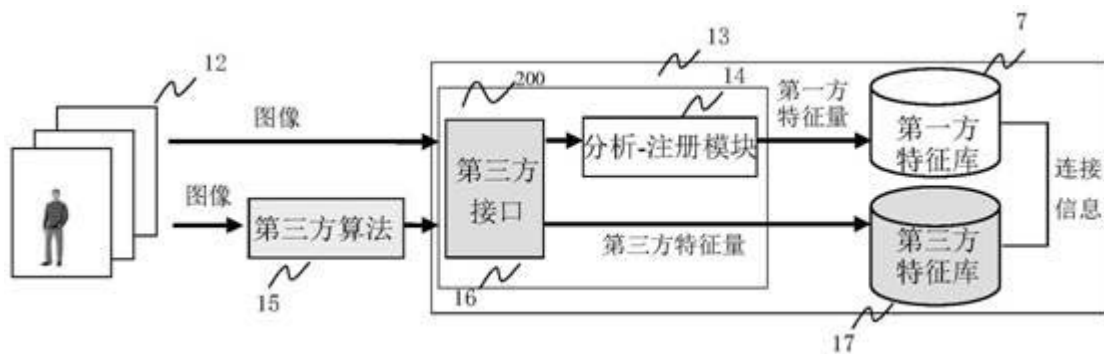 12
13
7
200
14
图像
第一方
特征量
分析-注册模块
第一方
特征库
第三方
接口
连接
信息
图像
第三方算法
第三方特征量
第三方
特征库
15
16
17